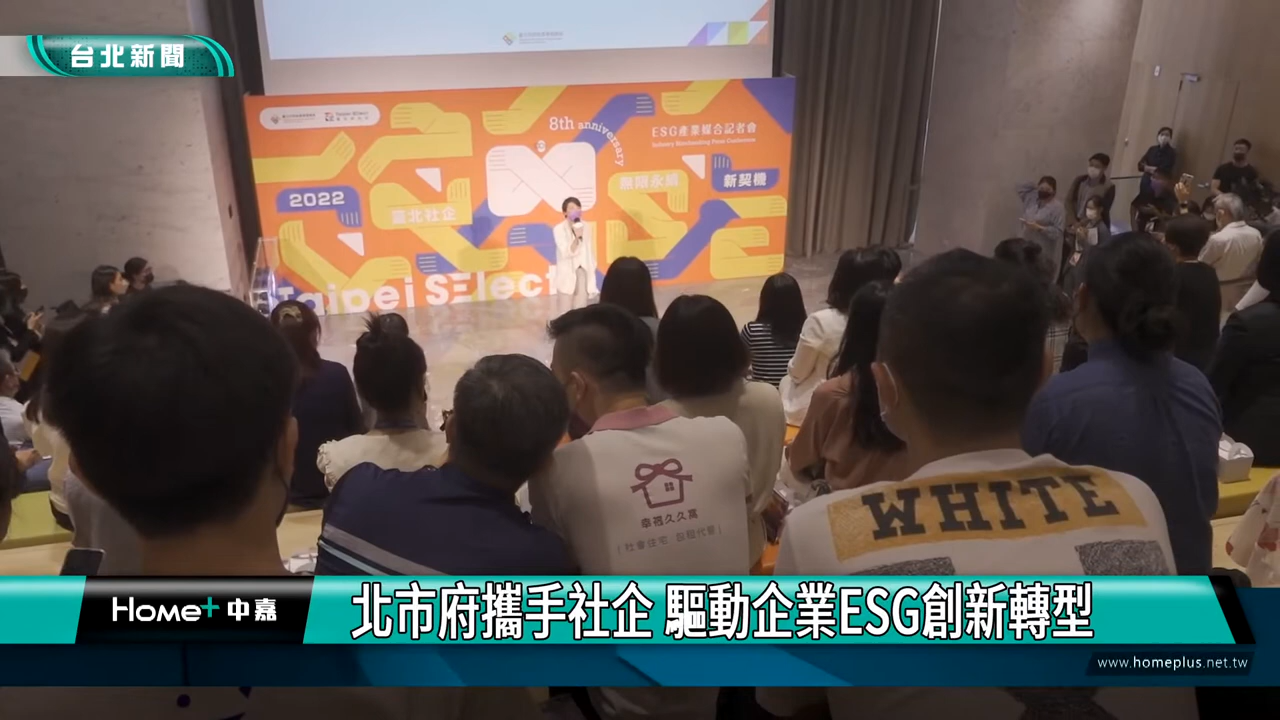 台北新聞
8th anniversary
ESG產業媒合記者會
Industry Matchmaking Press Conference
2022
臺北社企
無限永續
新契機
Taipei SElect
幸福久久窩
WHITE
Home+ 中嘉
北市府攜手社企 驅動企業ESG創新轉型
www.homeplus.net.tw